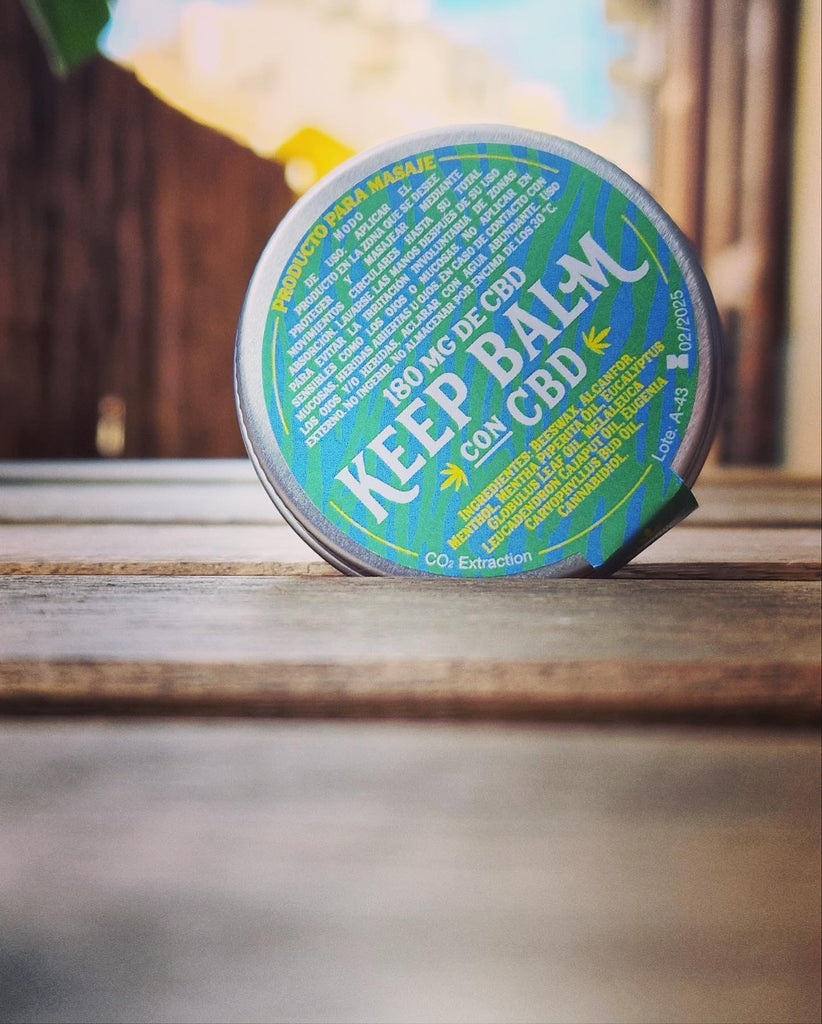 PRODUCTO PARA MASAJE
MODO
DE USO: APLICAR EL
PRODUCTO EN LA ZONA QUE SE DESEE
PROTEGER Y MASAJEAR MEDIANTE
MOVIMIENTOS CIRCULARES HASTA SU TOTAL
ABSORCIÓN. LAVARSE LAS MANOS DESPUÉS DE SU USO
PARA EVITAR LA IRRITACIÓN INVOLUNTARIA DE ZONAS
SENSIBLES COMO LOS OJOS O MUCOSAS. NO APLICAR EN
MUCOSAS, HERIDAS ABIERTAS U OJOS EN CASO DE CONTACTO CON
LOS OJOS Y/O HERIDAS, ACLARAR CON AGUA ABUNDANTE. USO
EXTERNO. NO INGERIR. NO ALMACENAR POR ENCIMA DE LOS 30 °C.
180 MG DE CBD
KEEP BALM
CON CBD
INGREDIENTES: BEESWAX, ALCANFOR,
MENTHOL, MENTHA PIPERITA OIL, EUCALYPTUS
GLOBULUS LEAF OIL, MELALEUCA
LEUCADENDRON CAJAPUT OIL, EUGENIA
CARYOPHYLLUS BUD OIL,
CANNABIDIOL.
CO₂ Extraction
Lote: A-43 02/2025